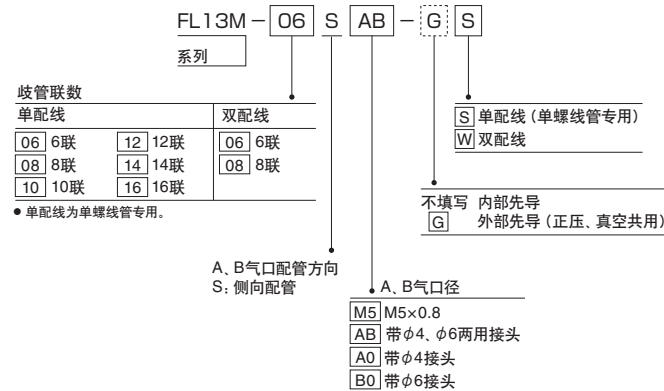 FL13M－06 S AB－G S
系列
歧管联数
单配线 双配线
06 6联 12 12联 06 6联
08 8联 14 14联 08 8联
10 10联 16 16联
● 单配线为单螺线管专用。
S 单配线（单螺线管专用）
W 双配线
不填写 内部先导
G 外部先导（正压、真空共用）
A、B气口配管方向
S：侧向配管
A、B气口径
M5 M5×0.8
AB 带φ4、φ6两用接头
A0 带φ4接头
B0 带φ6接头